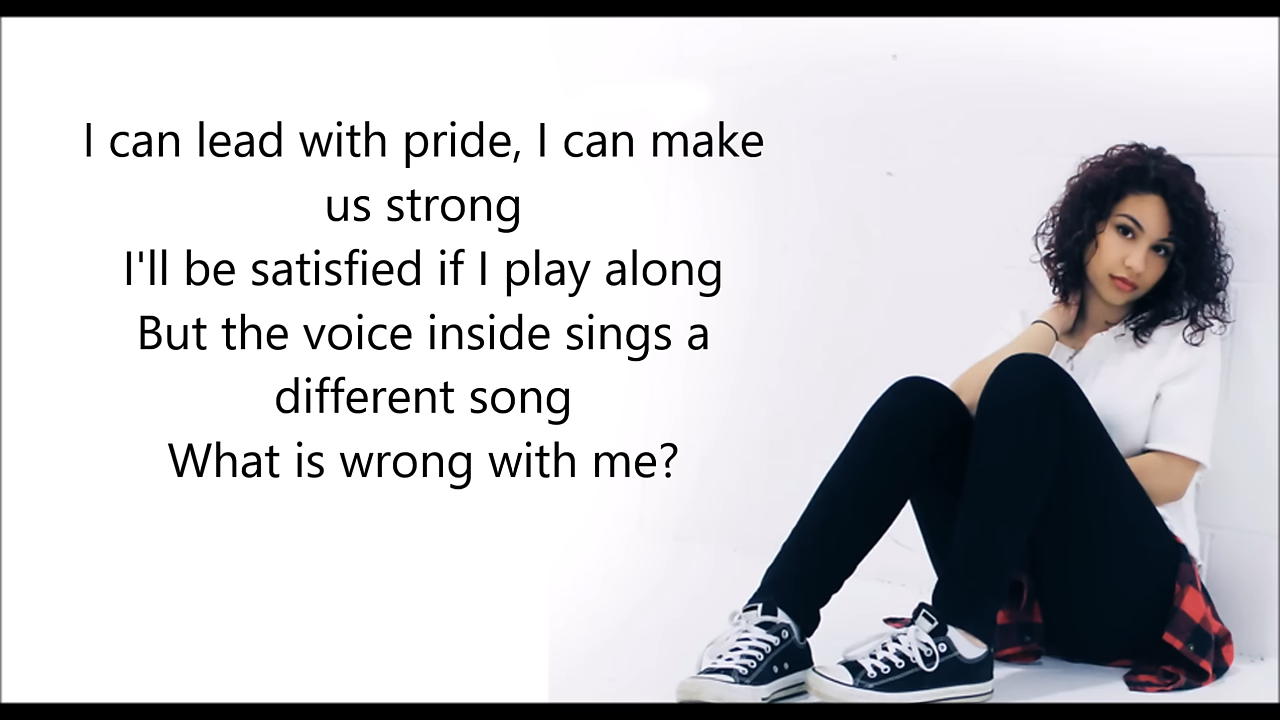 I can lead with pride, I can make
us strong
I'll be satisfied if I play along
But the voice inside sings a
different song
What is wrong with me?